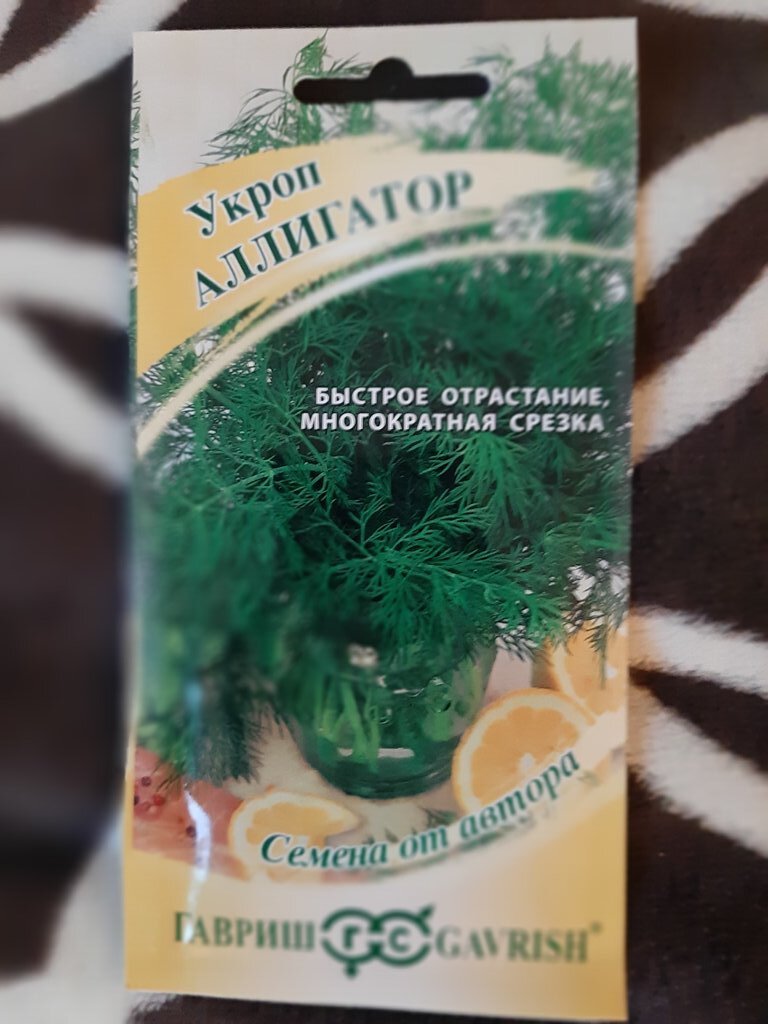 Укроп
АЛЛИГАТОР
БЫСТРОЕ ОТРАСТАНИЕ,
МНОГОКРАТНАЯ СРЕЗКА
Семена от автора
ГАВРИШ ГС GAVRISH®